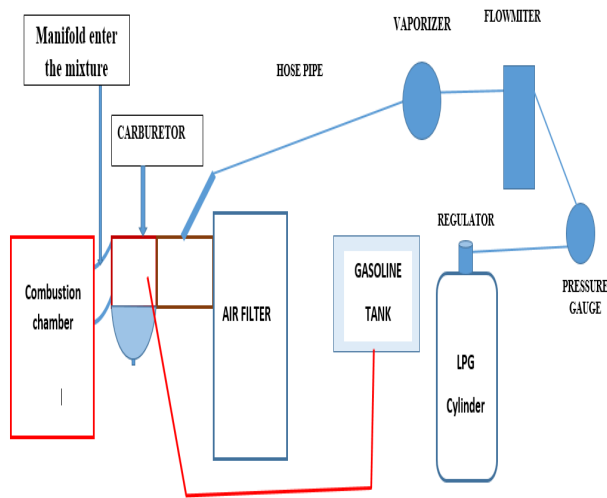 Manifold enter
the mixture
CARBURETOR
HOSE PIPE
VAPORIZER
FLOWMITER
REGULATOR
PRESSURE
GAUGE
Combustion
chamber
AIR FILTER
GASOLINE
TANK
LPG
Cylinder